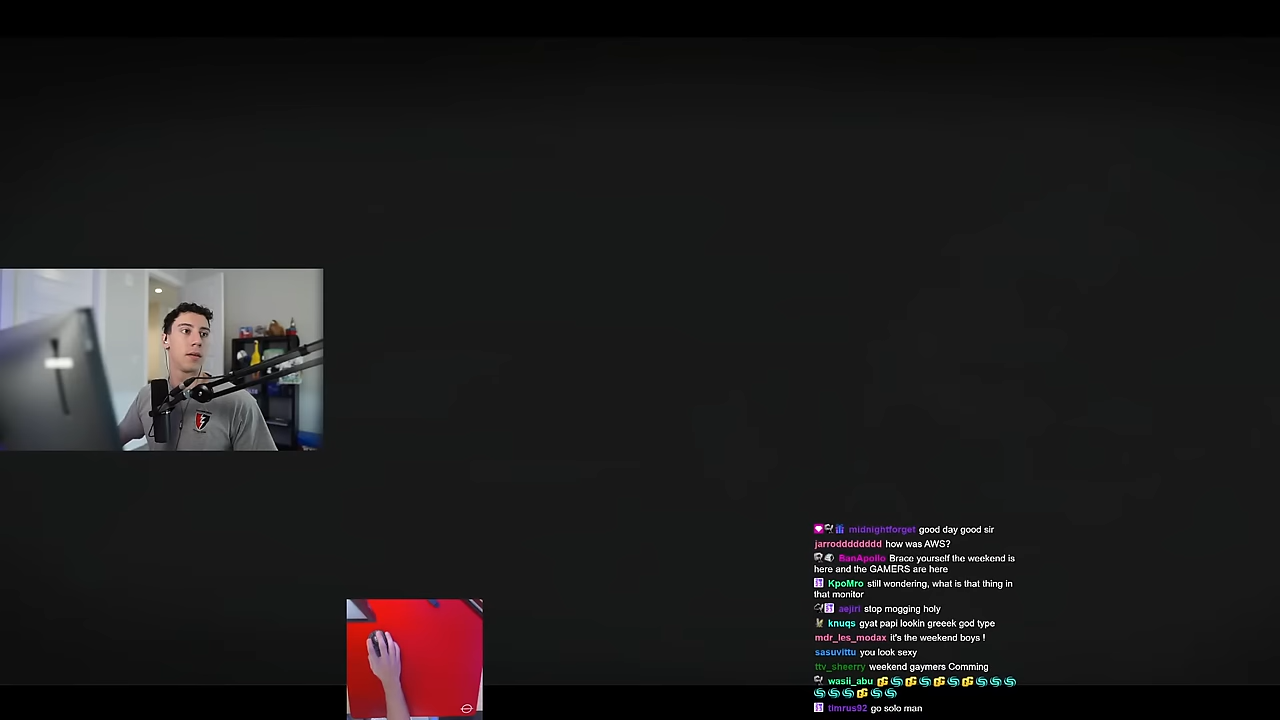 midnightforget good day good sir
jarrodddddddd how was AWS?
BanApollo Brace yourself the weekend is
here and the GAMERS are here
KpoMro still wondering, what is that thing in
that monitor
aejiri stop mogging holy
knuqs gyat papi lookin greeek god type
mdr_les_modax it's the weekend boys !
sasuvittu you look sexy
ttv_sheerry weekend gaymers Comming
wasii_abu
timrus92 go solo man